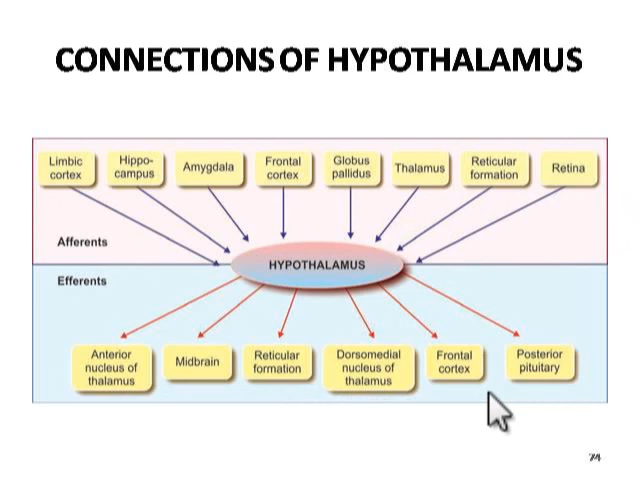 CONNECTIONS OF HYPOTHALAMUS
Limbic
cortex
Hippo-
campus
Amygdala
Frontal
cortex
Globus
pallidus
Thalamus
Reticular
formation
Retina
Afferents
HYPOTHALAMUS
Efferents
Anterior
nucleus of
thalamus
Midbrain
Reticular
formation
Dorsomedial
nucleus of
thalamus
Frontal
cortex
Posterior
pituitary